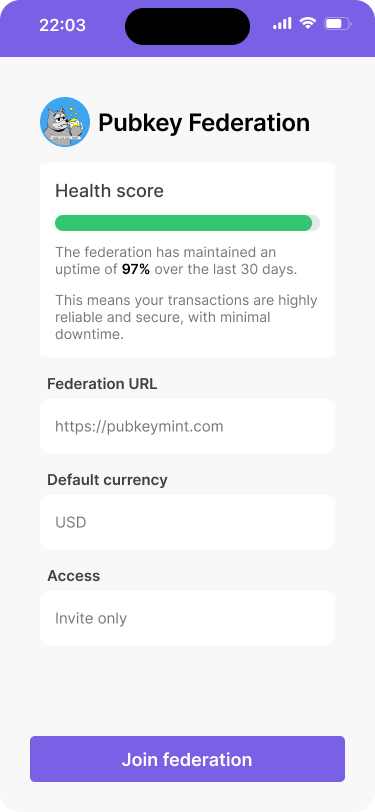 22:03
Pubkey Federation
Health score
The federation has maintained an
uptime of 97% over the last 30 days.
This means your transactions are highly
reliable and secure, with minimal
downtime.
Federation URL
https://pubkeymint.com
Default currency
USD
Access
Invite only
Join federation